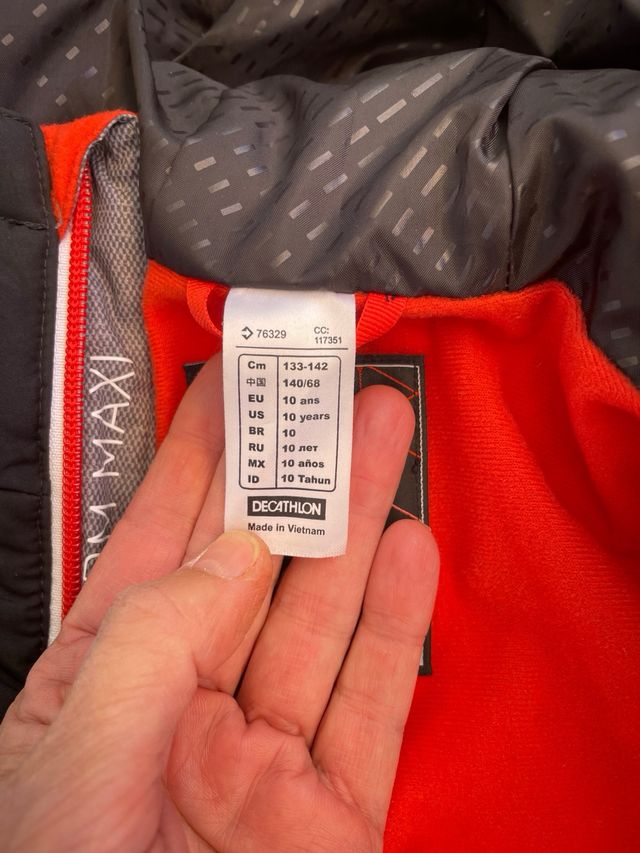 76329 CC: 117351
Cm 133-142
中国 140/68
EU 10 ans
US 10 years
BR 10
RU 10 лет
MX 10 años
ID 10 Tahun
DECATHLON
Made in Vietnam
MAXI